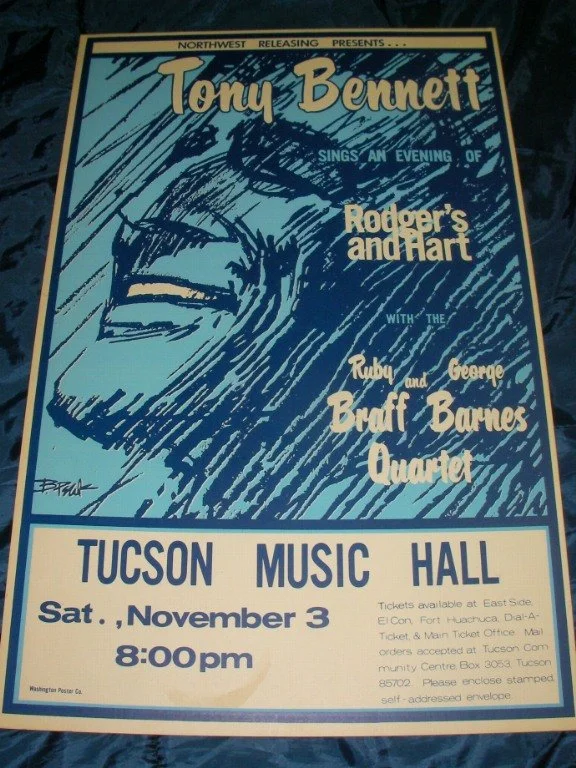 NORTHWEST RELEASING PRESENTS...
Tony Bennett
SINGS AN EVENING OF
Rodger's
and Hart
WITH THE
Ruby and George
Braff Barnes
Quartet
TUCSON MUSIC HALL
Sat., November 3
8:00pm
Tickets available at East Side,
El Con, Fort Huachuca, Dial-A-
Ticket, & Main Ticket Office. Mail
orders accepted at Tucson Com
munity Centre Box 3053, Tucson
85702. Please enclose stamped,
self-addressed envelope.
Washington Poster Co.